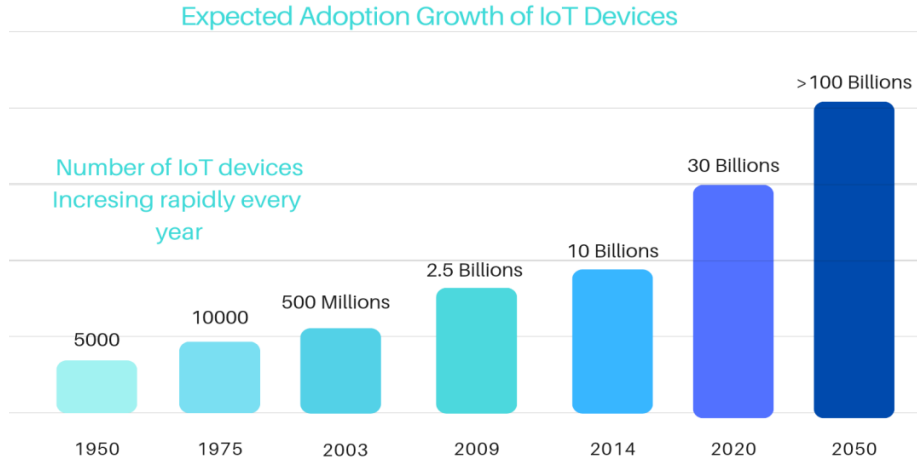 Expected Adoption Growth of IoT Devices
>100 Billions
Number of IoT devices
Incresing rapidly every
year
30 Billions
10 Billions
2.5 Billions
500 Millions
10000
5000
1950
1975
2003
2009
2014
2020
2050